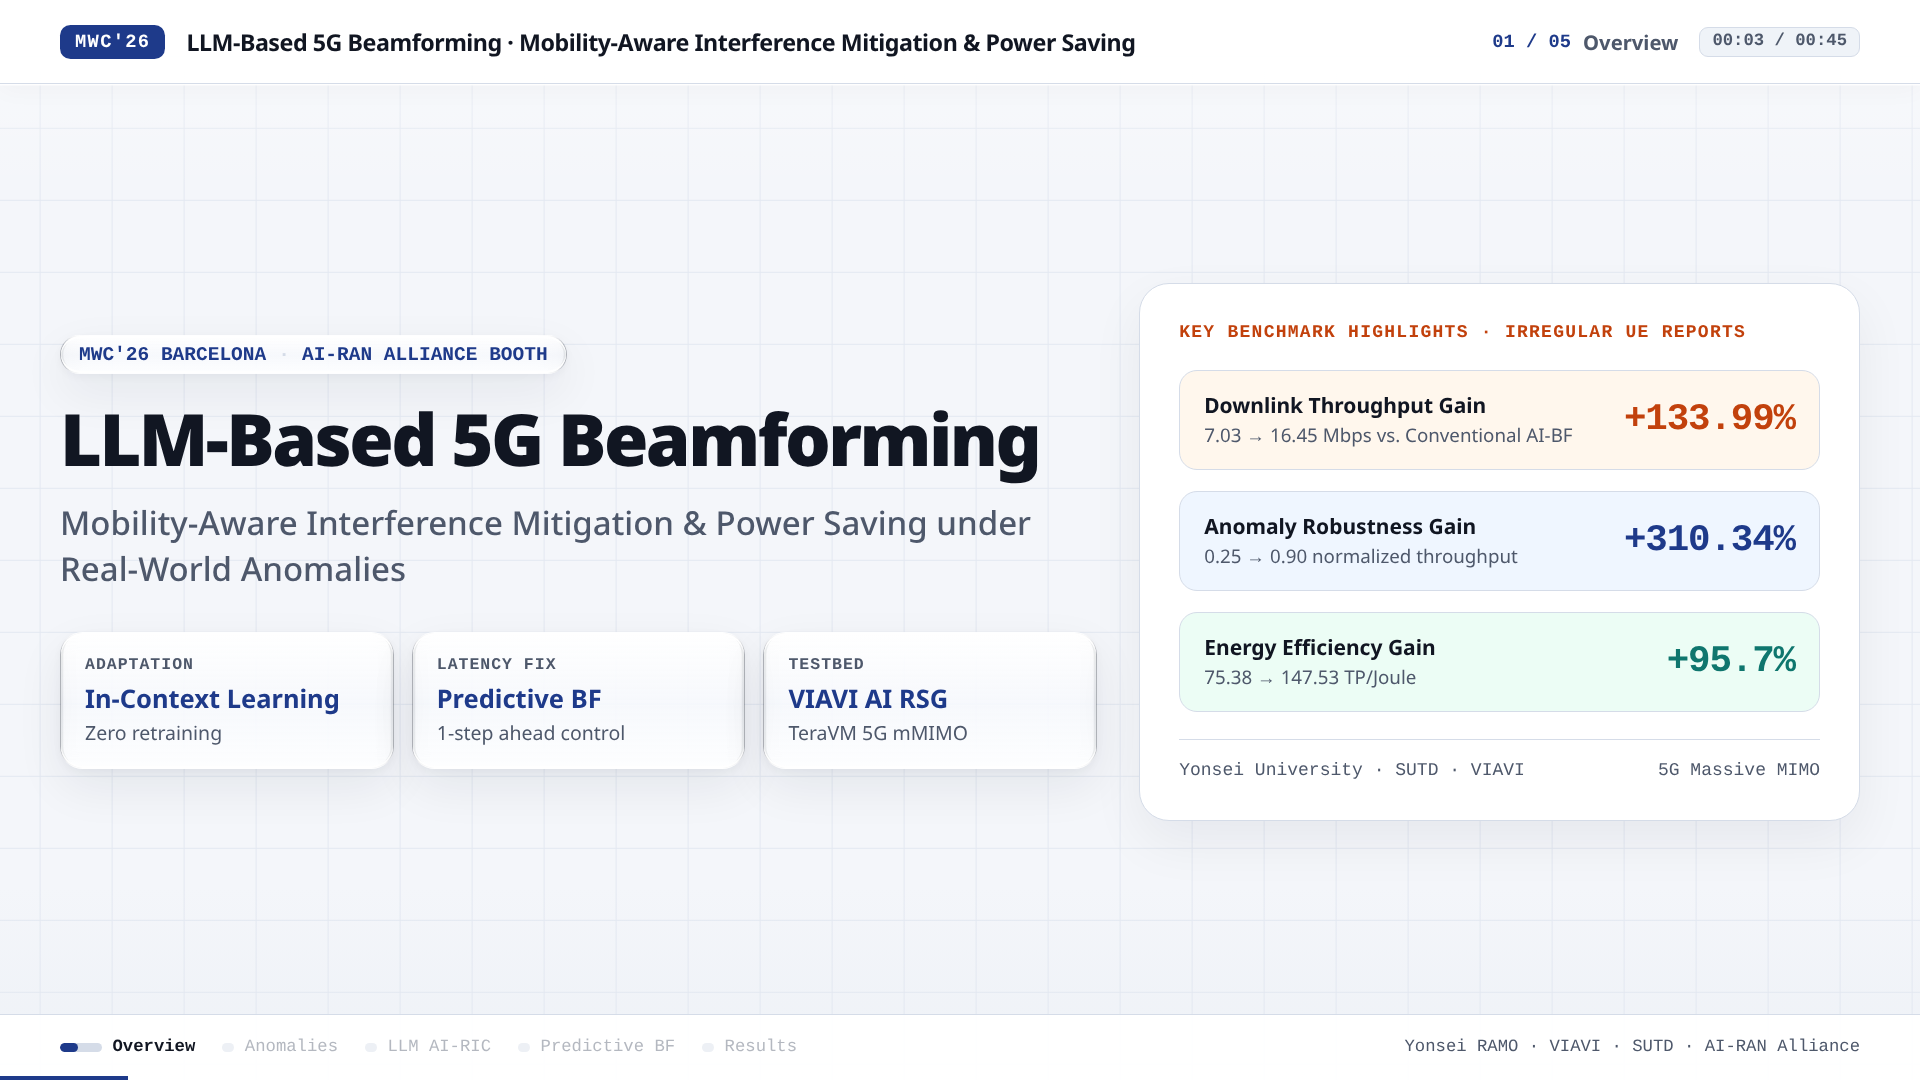 MWC'26
LLM-Based 5G Beamforming · Mobility-Aware Interference Mitigation & Power Saving
01 / 05 Overview
00:03 / 00:45
MWC'26 BARCELONA · AI-RAN ALLIANCE BOOTH
LLM-Based 5G Beamforming
Mobility-Aware Interference Mitigation & Power Saving under
Real-World Anomalies
ADAPTATION
In-Context Learning
Zero retraining
LATENCY FIX
Predictive BF
1-step ahead control
TESTBED
VIAVI AI RSG
TeraVM 5G mMIMO
KEY BENCHMARK HIGHLIGHTS · IRREGULAR UE REPORTS
Downlink Throughput Gain
7.03 → 16.45 Mbps vs. Conventional AI-BF
+133.99%
Anomaly Robustness Gain
0.25 → 0.90 normalized throughput
+310.34%
Energy Efficiency Gain
75.38 → 147.53 TP/Joule
+95.7%
Yonsei University · SUTD · VIAVI
5G Massive MIMO
Overview
Anomalies
LLM AI-RIC
Predictive BF
Results
Yonsei RAMO · VIAVI · SUTD · AI-RAN Alliance